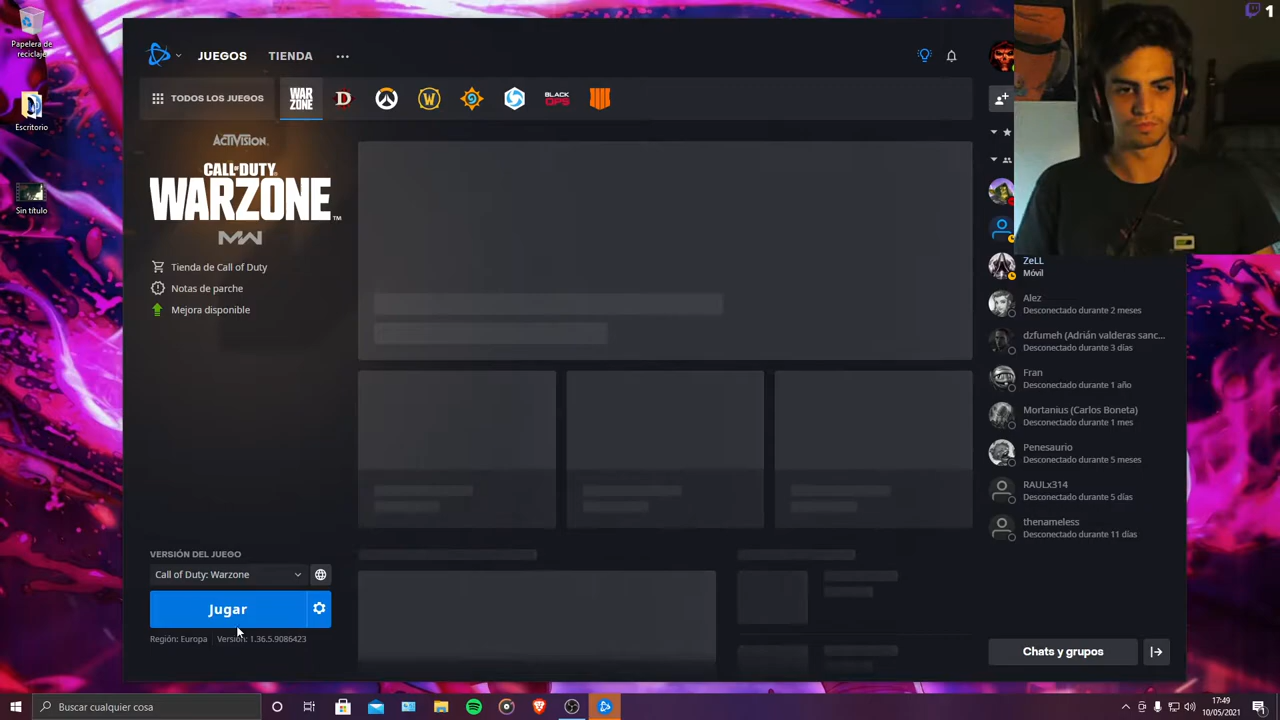 1
Papelera de
reciclaje
Escritorio
Sin título
JUEGOS
TIENDA
TODOS LOS JUEGOS
WAR
ZONE
BLACK
OPS
ACTIVISION
CALL OF DUTY
WARZONE™
MW
Tienda de Call of Duty
Notas de parche
Mejora disponible
VERSIÓN DEL JUEGO
Call of Duty: Warzone
Jugar
Región: Europa
Versión: 1.36.5.9086423
ZeLL
Móvil
Alez
Desconectado durante 2 meses
dzfumeh (Adrián valderas sanc...
Desconectado durante 3 días
Fran
Desconectado durante 1 año
Mortanius (Carlos Boneta)
Desconectado durante 1 mes
Penesaurio
Desconectado durante 5 meses
RAULx314
Desconectado durante 5 días
thenameless
Desconectado durante 11 días
Chats y grupos
Buscar cualquier cosa
17:49
10/05/2021